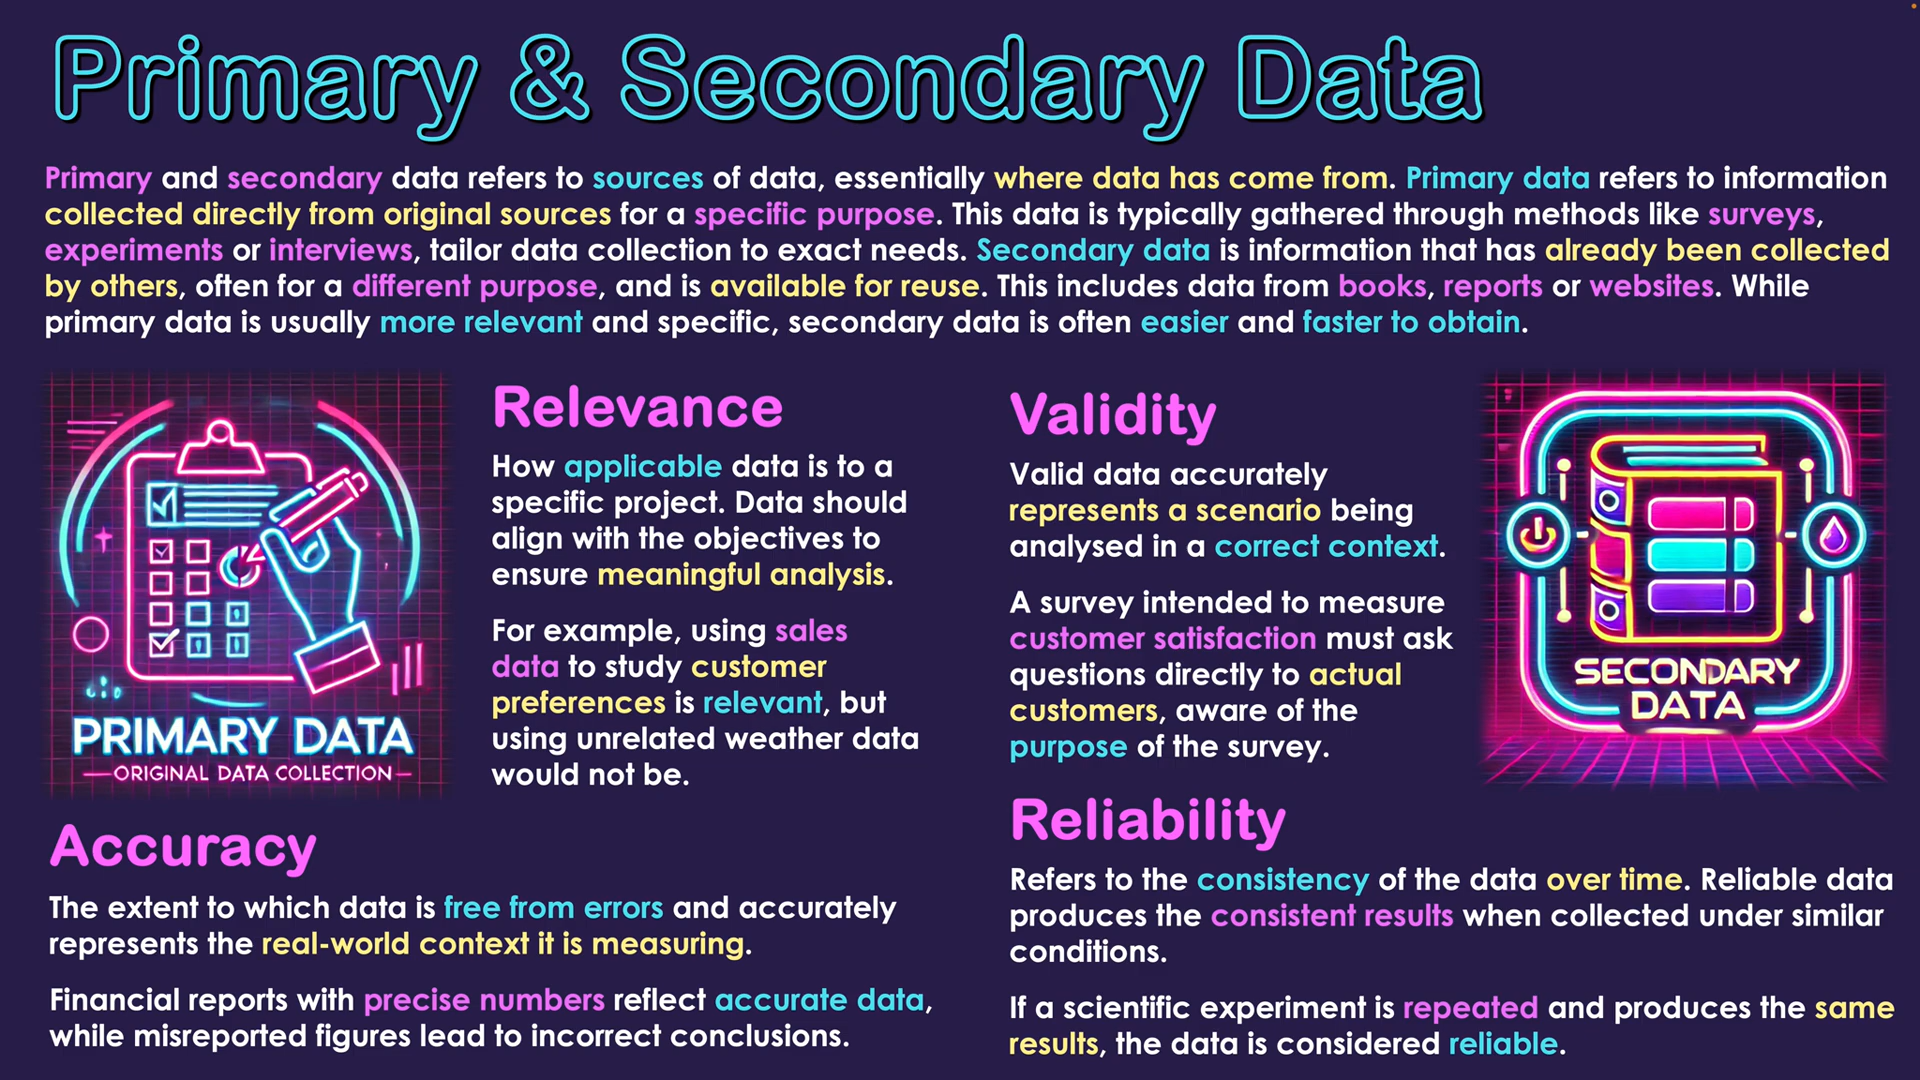 Primary & Secondary Data
Primary and secondary data refers to sources of data, essentially where data has come from. Primary data refers to information
collected directly from original sources for a specific purpose. This data is typically gathered through methods like surveys,
experiments or interviews, tailor data collection to exact needs. Secondary data is information that has already been collected
by others, often for a different purpose, and is available for reuse. This includes data from books, reports or websites. While
primary data is usually more relevant and specific, secondary data is often easier and faster to obtain.
PRIMARY DATA
ORIGINAL DATA COLLECTION
Relevance
How applicable data is to a
specific project. Data should
align with the objectives to
ensure meaningful analysis.
For example, using sales
data to study customer
preferences is relevant, but
using unrelated weather data
would not be.
Validity
Valid data accurately
represents a scenario being
analysed in a correct context.
A survey intended to measure
customer satisfaction must ask
questions directly to actual
customers, aware of the
purpose of the survey.
SECONDARY
DATA
Accuracy
The extent to which data is free from errors and accurately
represents the real-world context it is measuring.
Financial reports with precise numbers reflect accurate data,
while misreported figures lead to incorrect conclusions.
Reliability
Refers to the consistency of the data over time. Reliable data
produces the consistent results when collected under similar
conditions.
If a scientific experiment is repeated and produces the same
results, the data is considered reliable.